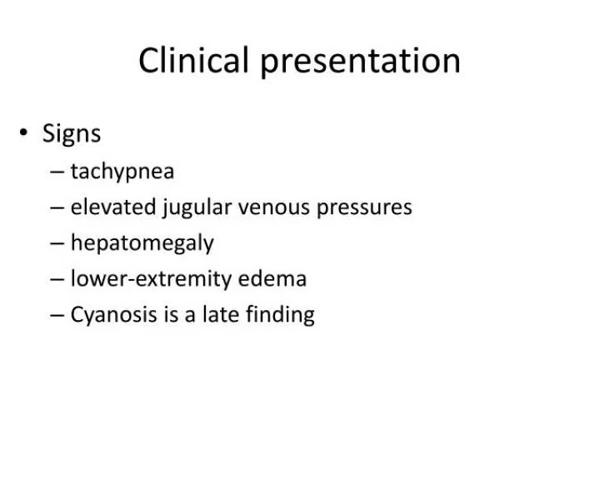 Clinical presentation
• Signs
– tachypnea
– elevated jugular venous pressures
– hepatomegaly
– lower-extremity edema
– Cyanosis is a late finding